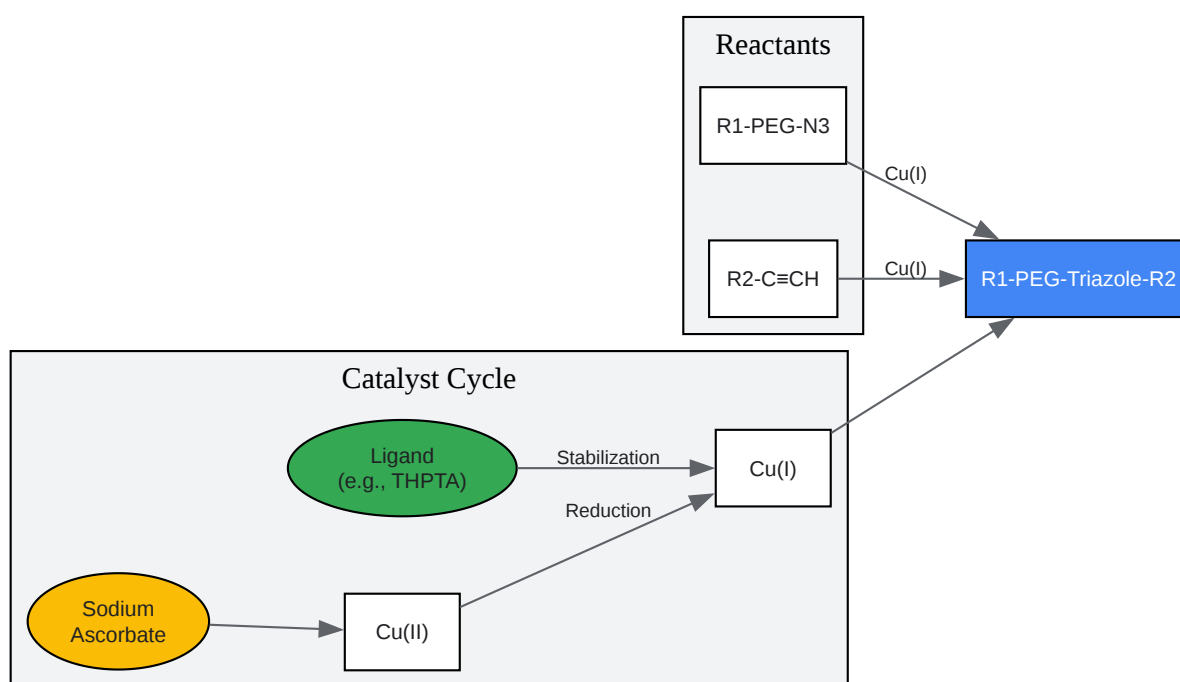 Reactants
R1-PEG-N3
Cu(I)
R2-C≡CH
Cu(I)
R1-PEG-Triazole-R2
Catalyst Cycle
Ligand
(e.g., THPTA)
Stabilization
Cu(I)
Reduction
Sodium
Ascorbate
Cu(II)